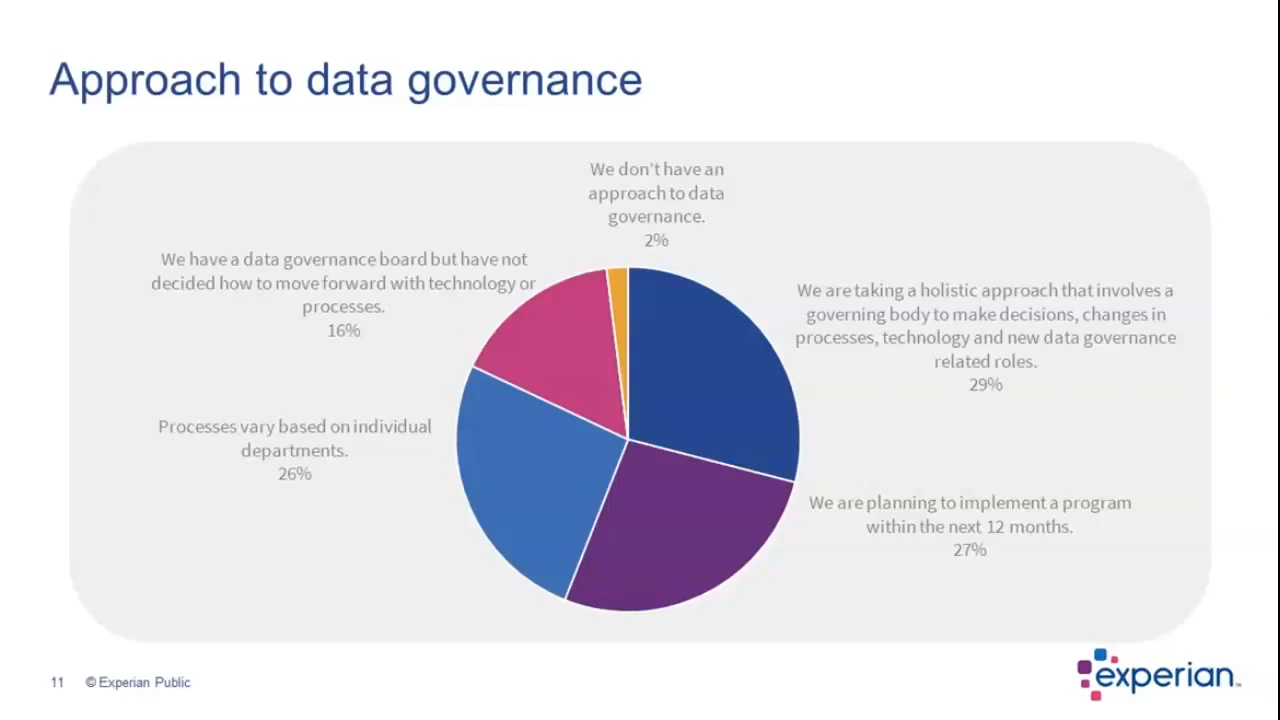 Approach to data governance
We don't have an
approach to data
governance.
2%
We have a data governance board but have not
decided how to move forward with technology or
processes.
16%
We are taking a holistic approach that involves a
governing body to make decisions, changes in
processes, technology and new data governance
related roles.
29%
Processes vary based on individual
departments.
26%
We are planning to implement a program
within the next 12 months.
27%
11 © Experian Public
experian™